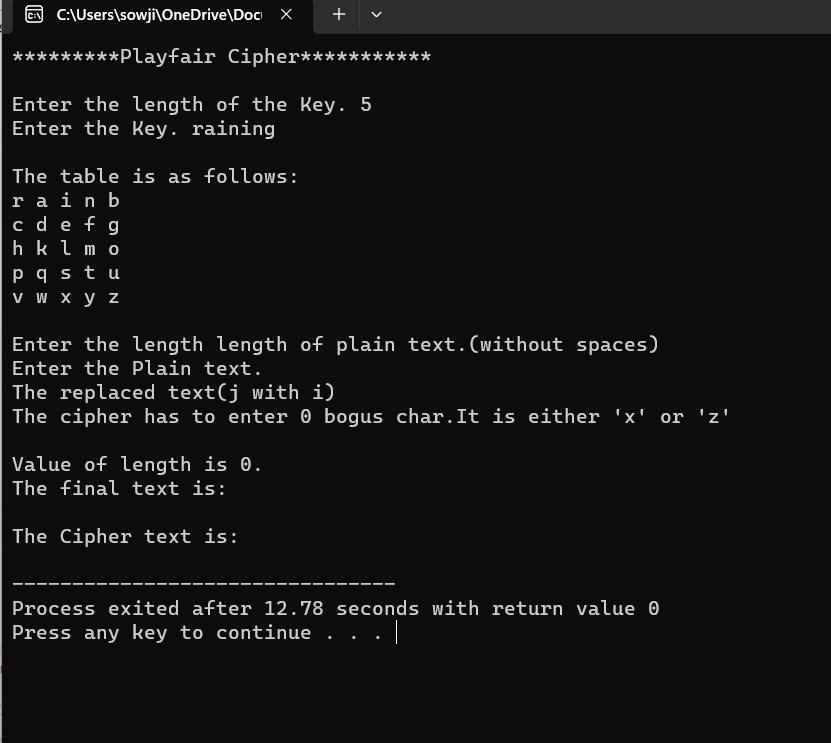 C:\Users\sowji\OneDrive\Doc
*********Playfair Cipher***********
Enter the length of the Key. 5
Enter the Key. raining
The table is as follows:
r a i n b
c d e f g
h k l m o
p q s t u
v w x y z
Enter the length length of plain text.(without spaces)
Enter the Plain text.
The replaced text(j with i)
The cipher has to enter 0 bogus char.It is either 'x' or 'z'
Value of length is 0.
The final text is:
The Cipher text is:
--------------------------------
Process exited after 12.78 seconds with return value 0
Press any key to continue . . .